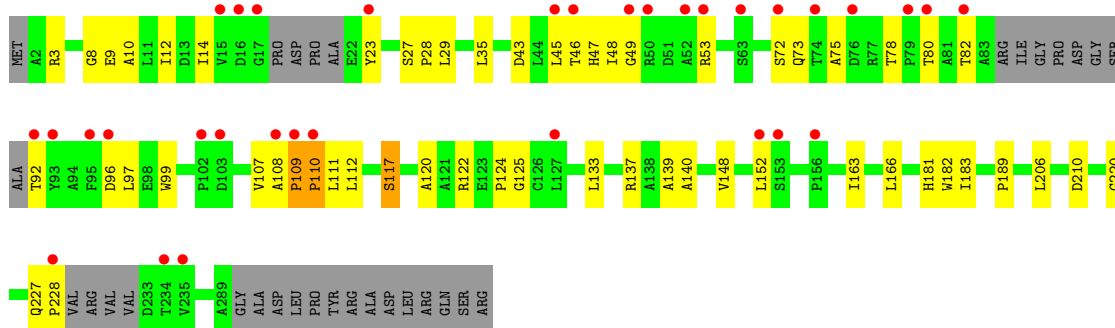 MET A2 R3 G8 E9 A10 L11 I12 D13 I14 V15 D16 G17 PRO ASP PRO ALA E22 Y23 S27 P28 L29 L35 D43 L44 L45 T46 H47 I48 G49 R50 D51 A52 R53 S63 S72 Q73 T74 A75 D76 R77 T78 P79 T80 A81 T82 A83 ARG ILE GLY PRO ASP GLY SER
ALA T92 Y93 A94 F95 D96 L97 E98 W99 P102 D103 V107 A108 P109 P110 L111 L112 S117 A120 A121 R122 E123 P124 G125 C126 L127 L133 R137 A138 A139 A140 V148 L152 S153 P156 I163 L166 H181 W182 I183 P189 L206 D210
Q227 P228 VAL ARG VAL VAL D233 T234 V235 A289 GLY ALA ASP LEU PRO TYR ARG ALA ASP LEU ARG GLN SER ARG